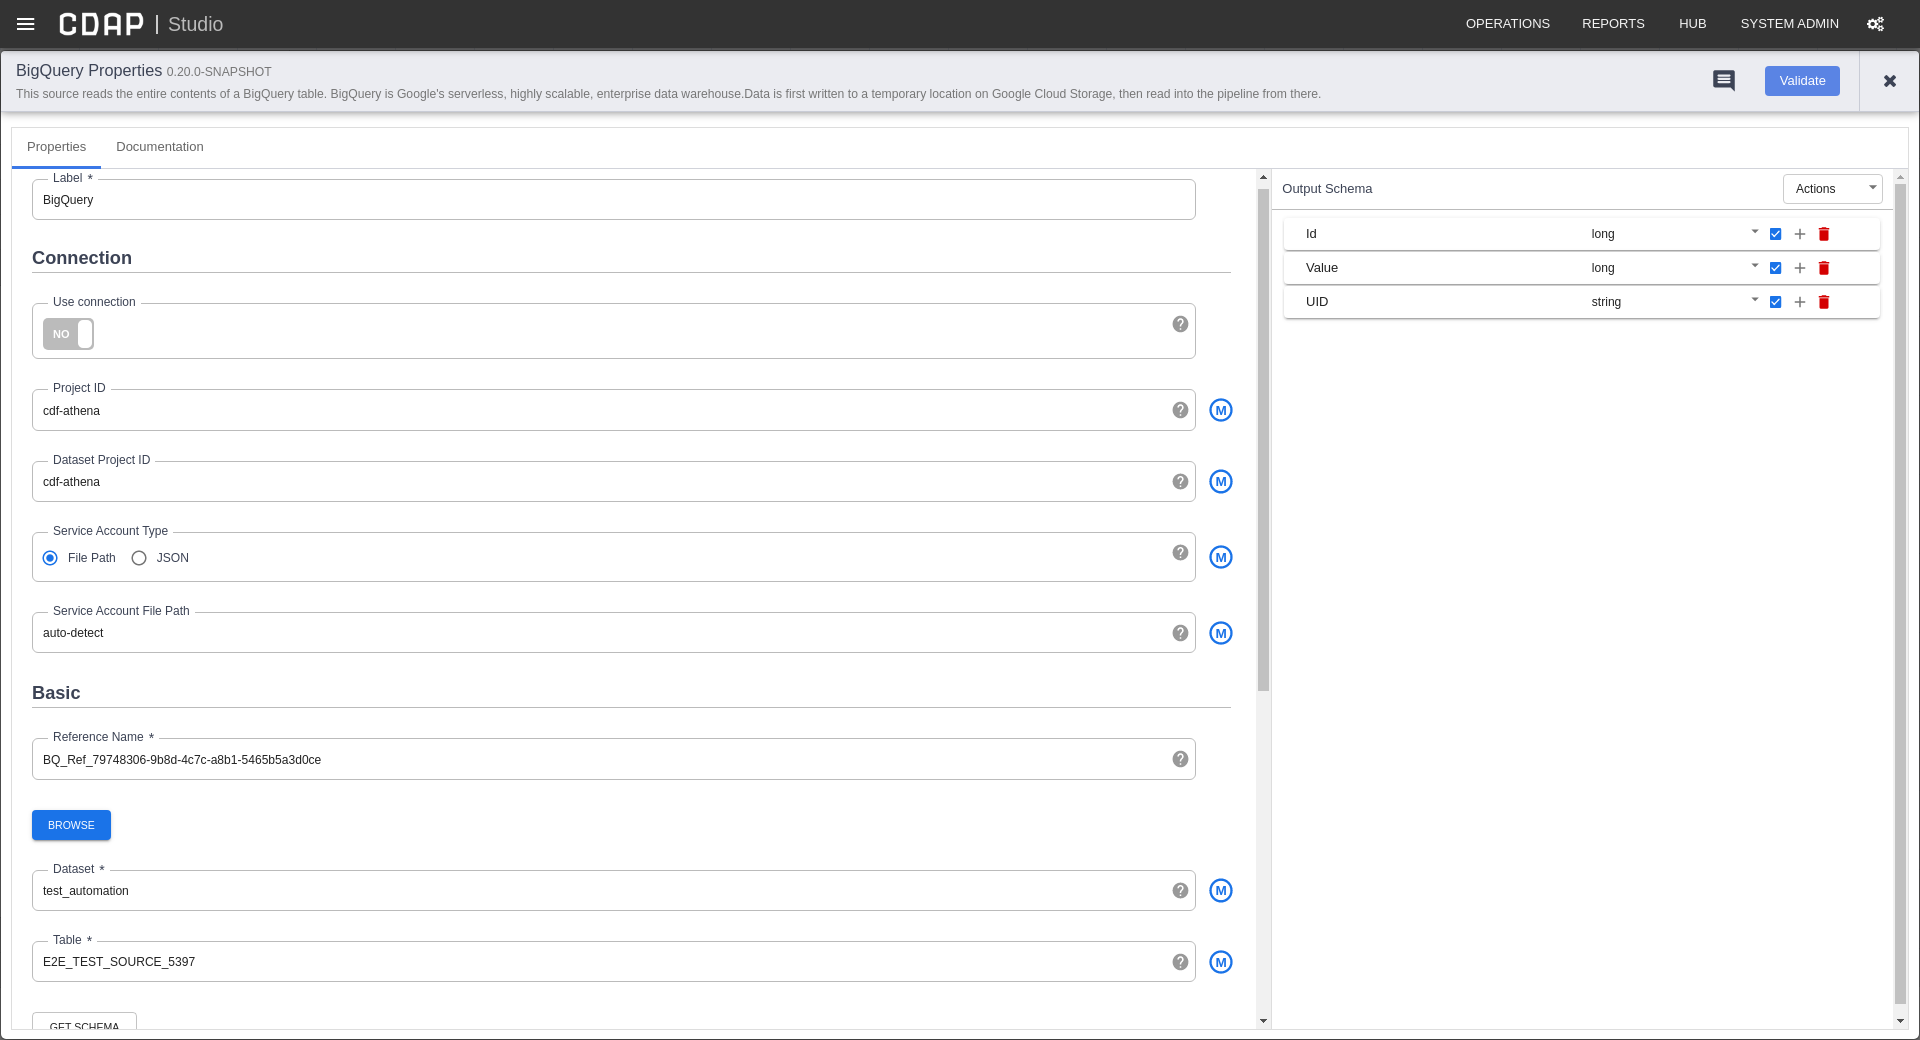 CDAP | Studio
OPERATIONS REPORTS HUB SYSTEM ADMIN
BigQuery Properties 0.20.0-SNAPSHOT
This source reads the entire contents of a BigQuery table. BigQuery is Google's serverless, highly scalable, enterprise data warehouse.Data is first written to a temporary location on Google Cloud Storage, then read into the pipeline from there.
Validate
Properties Documentation
Label *
BigQuery
Connection
Use connection
NO
Project ID
cdf-athena
M
Dataset Project ID
cdf-athena
M
Service Account Type
File Path JSON
M
Service Account File Path
auto-detect
M
Basic
Reference Name *
BQ_Ref_79748306-9b8d-4c7c-a8b1-5465b5a3d0ce
BROWSE
Dataset *
test_automation
M
Table *
E2E_TEST_SOURCE_5397
M
GET SCHEMA
Output Schema
Actions
Id long
Value long
UID string